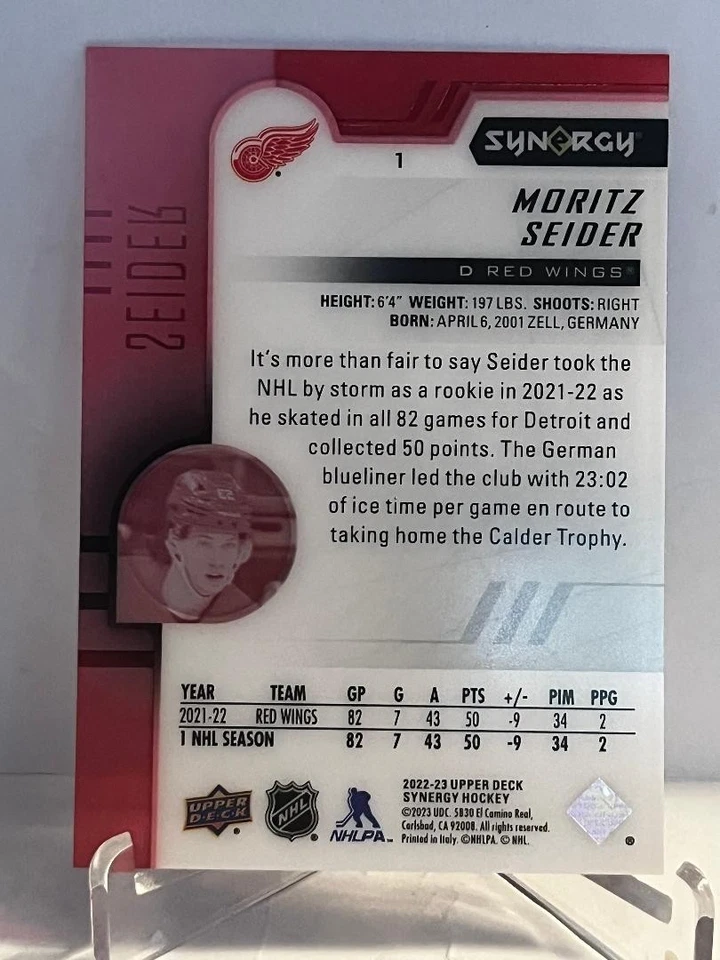 1
SYNERGY
MORITZ
SEIDER
D RED WINGS
SEIDER
HEIGHT: 6'4" WEIGHT: 197 LBS. SHOOTS: RIGHT
BORN: APRIL 6, 2001 ZELL, GERMANY
It's more than fair to say Seider took the
NHL by storm as a rookie in 2021-22 as
he skated in all 82 games for Detroit and
collected 50 points. The German
blueliner led the club with 23:02
of ice time per game en route to
taking home the Calder Trophy.
YEAR TEAM GP G A PTS +/- PIM PPG
2021-22 RED WINGS 82 7 43 50 -9 34 2
1 NHL SEASON 82 7 43 50 -9 34 2
UPPER
D·E·C·K
NHL
NHLPA
2022-23 UPPER DECK
SYNERGY HOCKEY
©2023 UDC. 5830 El Camino Real,
Carlsbad, CA 92008. All rights reserved.
Printed in Italy. ©NHLPA. © NHL.